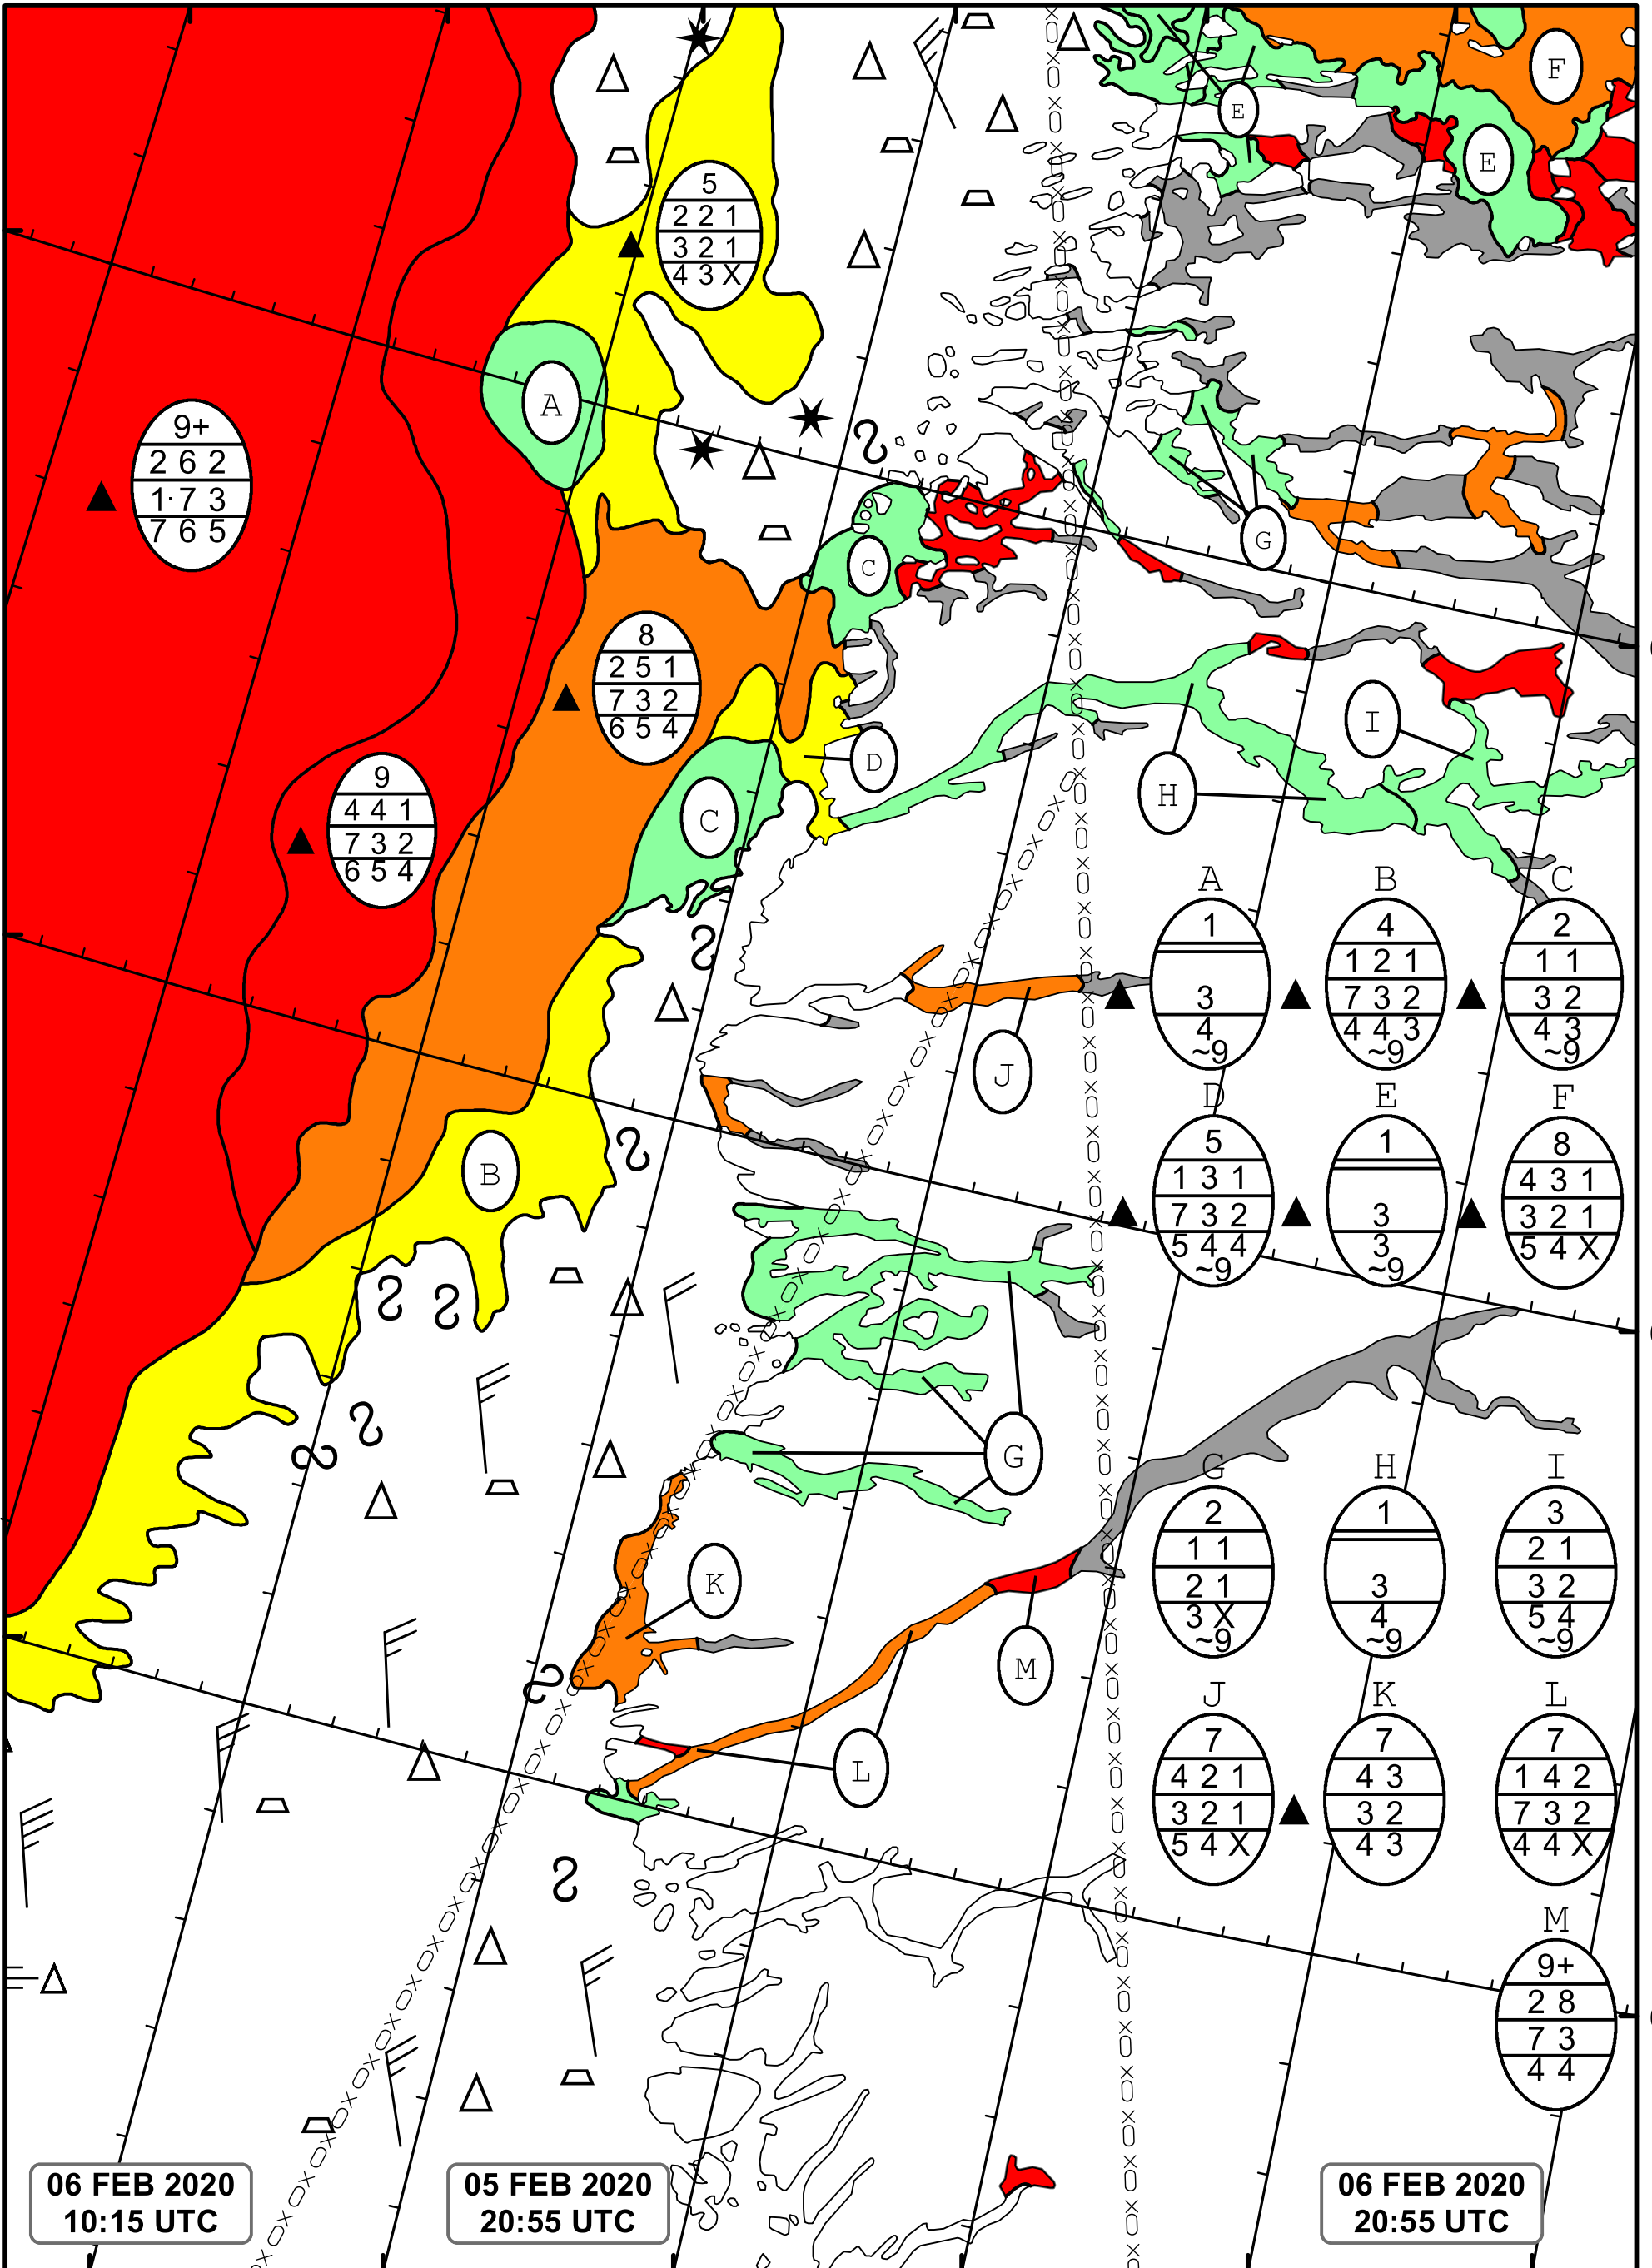 F
E
E
5
2 2 1
3 2 1
4 3 X
A
9+
2 6 2
1·7 3
7 6 5
C
G
8
2 5 1
7 3 2
6 5 4
I
D
H
9
4 4 1
7 3 2
6 5 4
C
A
1
3
4
~9
B
4
1 2 1
7 3 2
4 4 3
~9
C
2
1 1
3 2
4 3
~9
J
D
5
1 3 1
7 3 2
5 4 4
~9
E
1
3
3
~9
F
8
4 3 1
3 2 1
5 4 X
B
G
G
2
1 1
2 1
3 X
~9
H
1
3
4
~9
I
3
2 1
3 2
5 4
~9
K
M
L
J
7
4 2 1
3 2 1
5 4 X
K
7
4 3
3 2
4 3
L
7
1 4 2
7 3 2
4 4 X
M
9+
2 8
7 3
4 4
06 FEB 2020
10:15 UTC
05 FEB 2020
20:55 UTC
06 FEB 2020
20:55 UTC